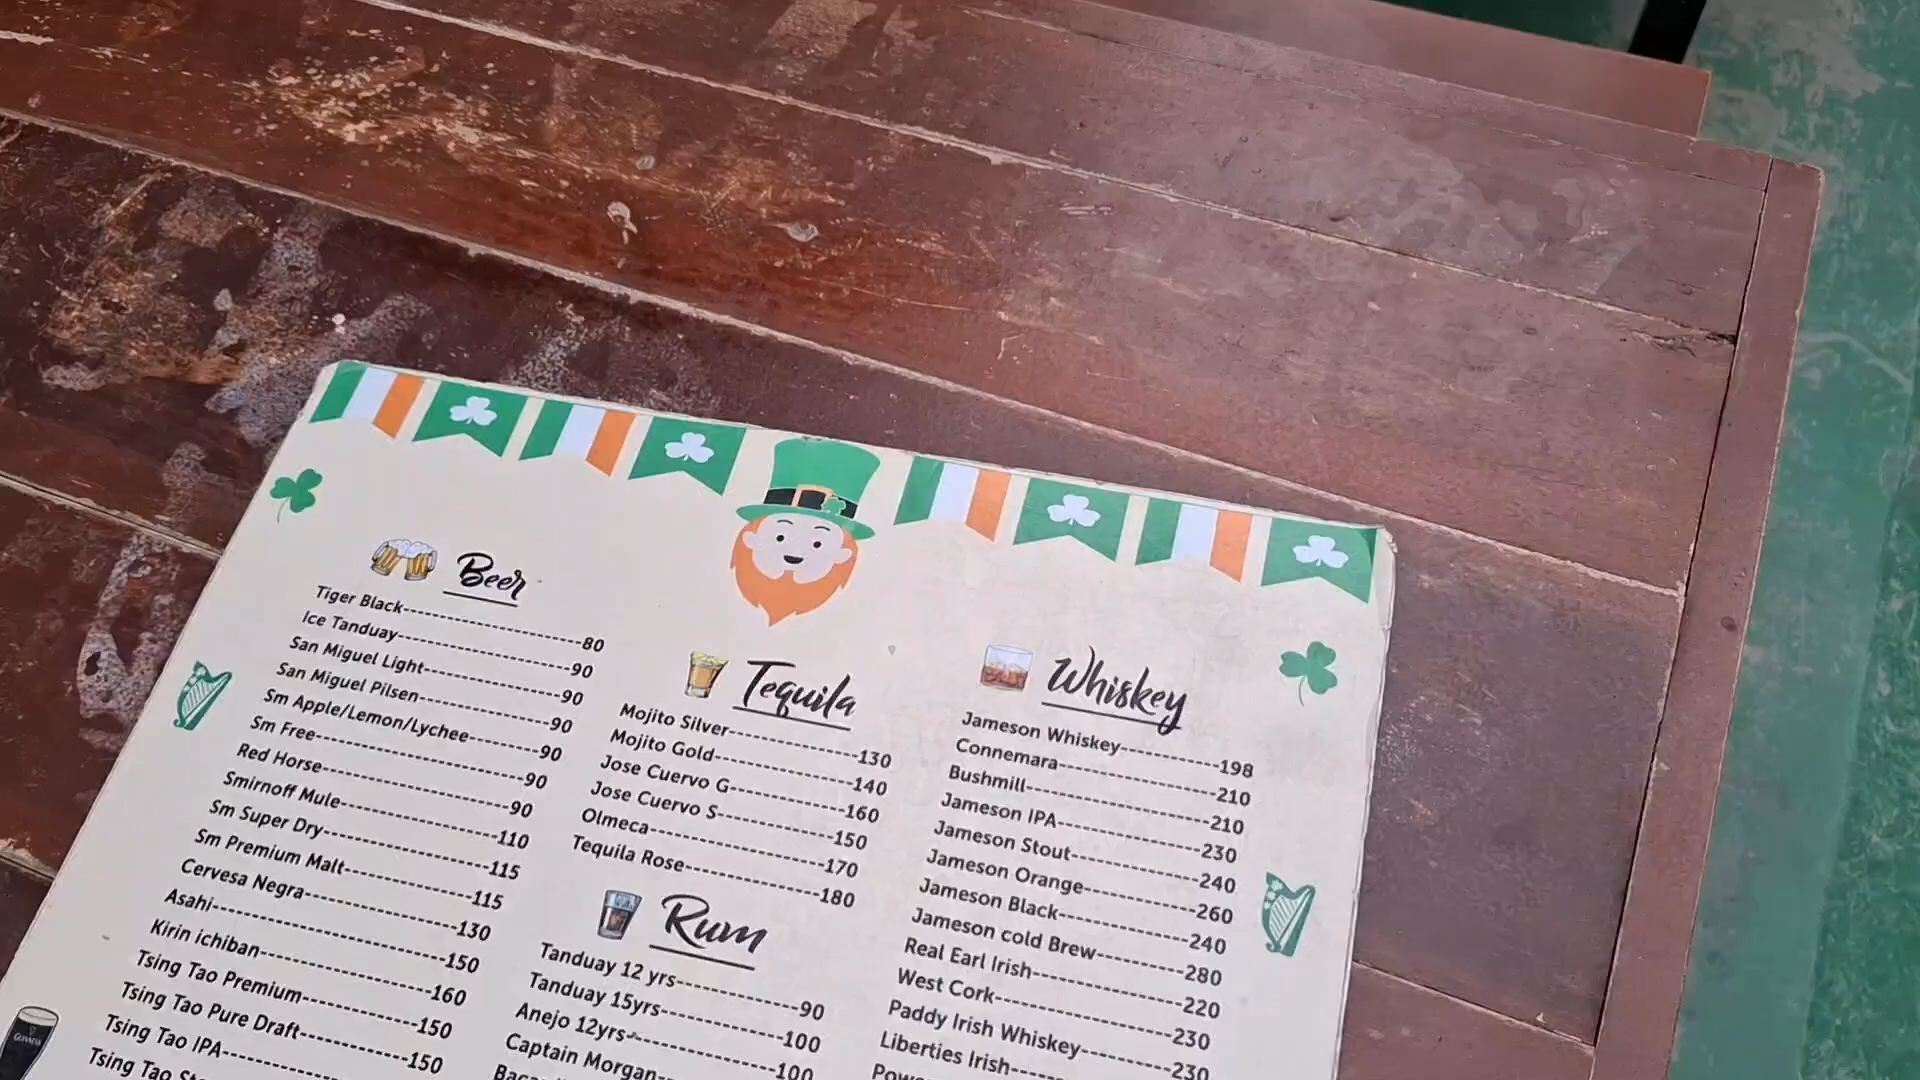 Beer
Tiger Black--------------------80
Ice Tanduay--------------------90
San Miguel Light----------------90
San Miguel Pilsen---------------90
Sm Apple/Lemon/Lychee--------90
Sm Free------------------------90
Red Horse----------------------90
Smirnoff Mule------------------110
Sm Super Dry------------------115
Sm Premium Malt--------------115
Cervesa Negra-----------------130
Asahi--------------------------150
Kirin ichiban-------------------160
Tsing Tao Premium------------150
Tsing Tao Pure Draft----------150
Tsing Tao IPA-----------------
Tsing Tao
GUINNESS
Tequila
Mojito Silver----------------130
Mojito Gold-----------------140
Jose Cuervo G--------------160
Jose Cuervo S--------------150
Olmeca--------------------170
Tequila Rose---------------180
Rum
Tanduay 12 yrs--------------90
Tanduay 15yrs--------------100
Anejo 12yrs----------------100
Captain Morgan-----
Whiskey
Jameson Whiskey-----------198
Connemara-----------------210
Bushmill--------------------210
Jameson IPA----------------230
Jameson Stout--------------240
Jameson Orange------------260
Jameson Black-------------240
Jameson cold Brew---------280
Real Earl Irish--------------220
West Cork------------------230
Paddy Irish Whiskey--------230
Liberties Irish----